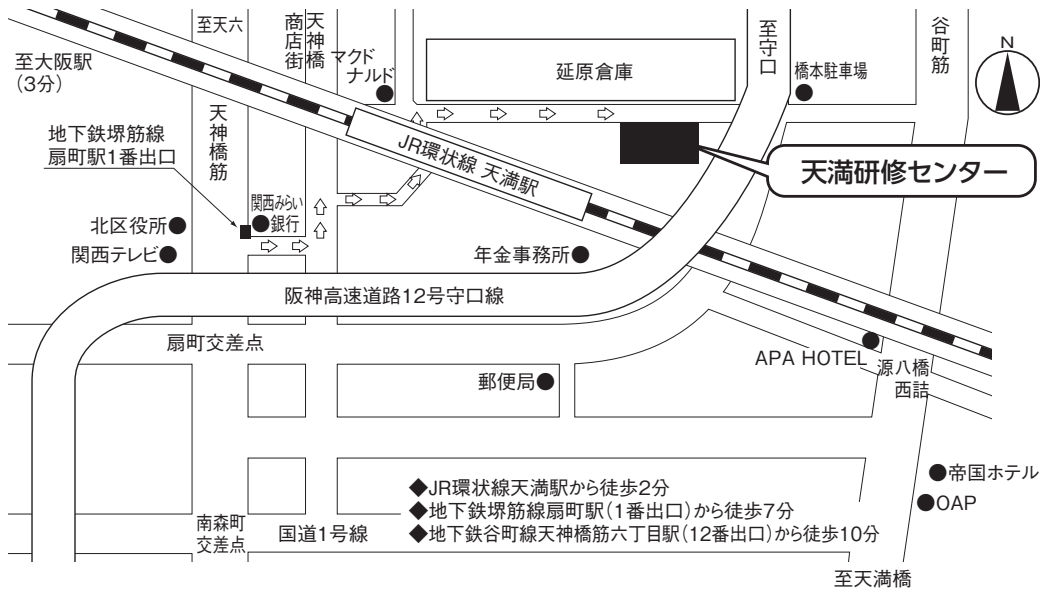 至天六
天神橋
商店街
マクド
ナルド
至守口
谷町筋
N
至大阪駅
(3分)
延原倉庫
橋本駐車場
天神橋筋
地下鉄堺筋線
扇町駅1番出口
JR環状線 天満駅
天満研修センター
関西みらい
銀行
北区役所
関西テレビ
年金事務所
阪神高速道路12号守口線
扇町交差点
APA HOTEL
源八橋
西詰
郵便局
帝国ホテル
OAP
◆JR環状線天満駅から徒歩2分
◆地下鉄堺筋線扇町駅(1番出口)から徒歩7分
◆地下鉄谷町線天神橋筋六丁目駅(12番出口)から徒歩10分
南森町
交差点
国道1号線
至天満橋